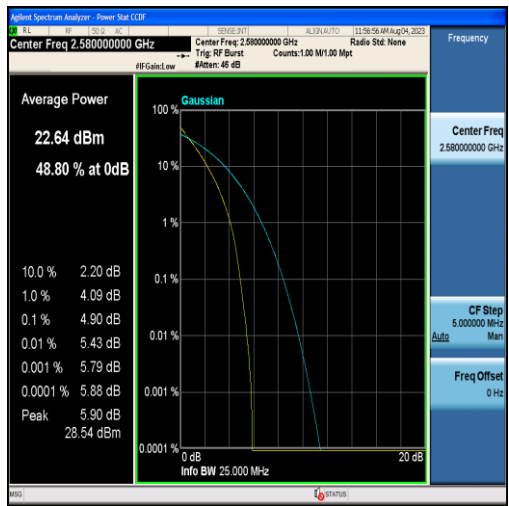 Agilent Spectrum Analyzer - Power Stat CCDF
RL RF 50 Ω AC SENSE:INT ALIGN AUTO 11:56:56 AM Aug 04, 2023
Center Freq 2.580000000 GHz
Center Freq: 2.580000000 GHz Radio Std: None
Trig: RF Burst Counts:1.00 M/1.00 Mpt
#IFGain:Low #Atten: 46 dB
Frequency
Average Power
22.64 dBm
48.80 % at 0dB
10.0 % 2.20 dB
1.0 % 4.09 dB
0.1 % 4.90 dB
0.01 % 5.43 dB
0.001 % 5.79 dB
0.0001 % 5.88 dB
Peak 5.90 dB
28.54 dBm
Gaussian
100 %
10 %
1 %
0.1 %
0.01 %
0.001 %
0.0001 %
0 dB 20 dB
Info BW 25.000 MHz
Center Freq
2.580000000 GHz
CF Step
5.000000 MHz
Auto Man
Freq Offset
0 Hz
MSG STATUS